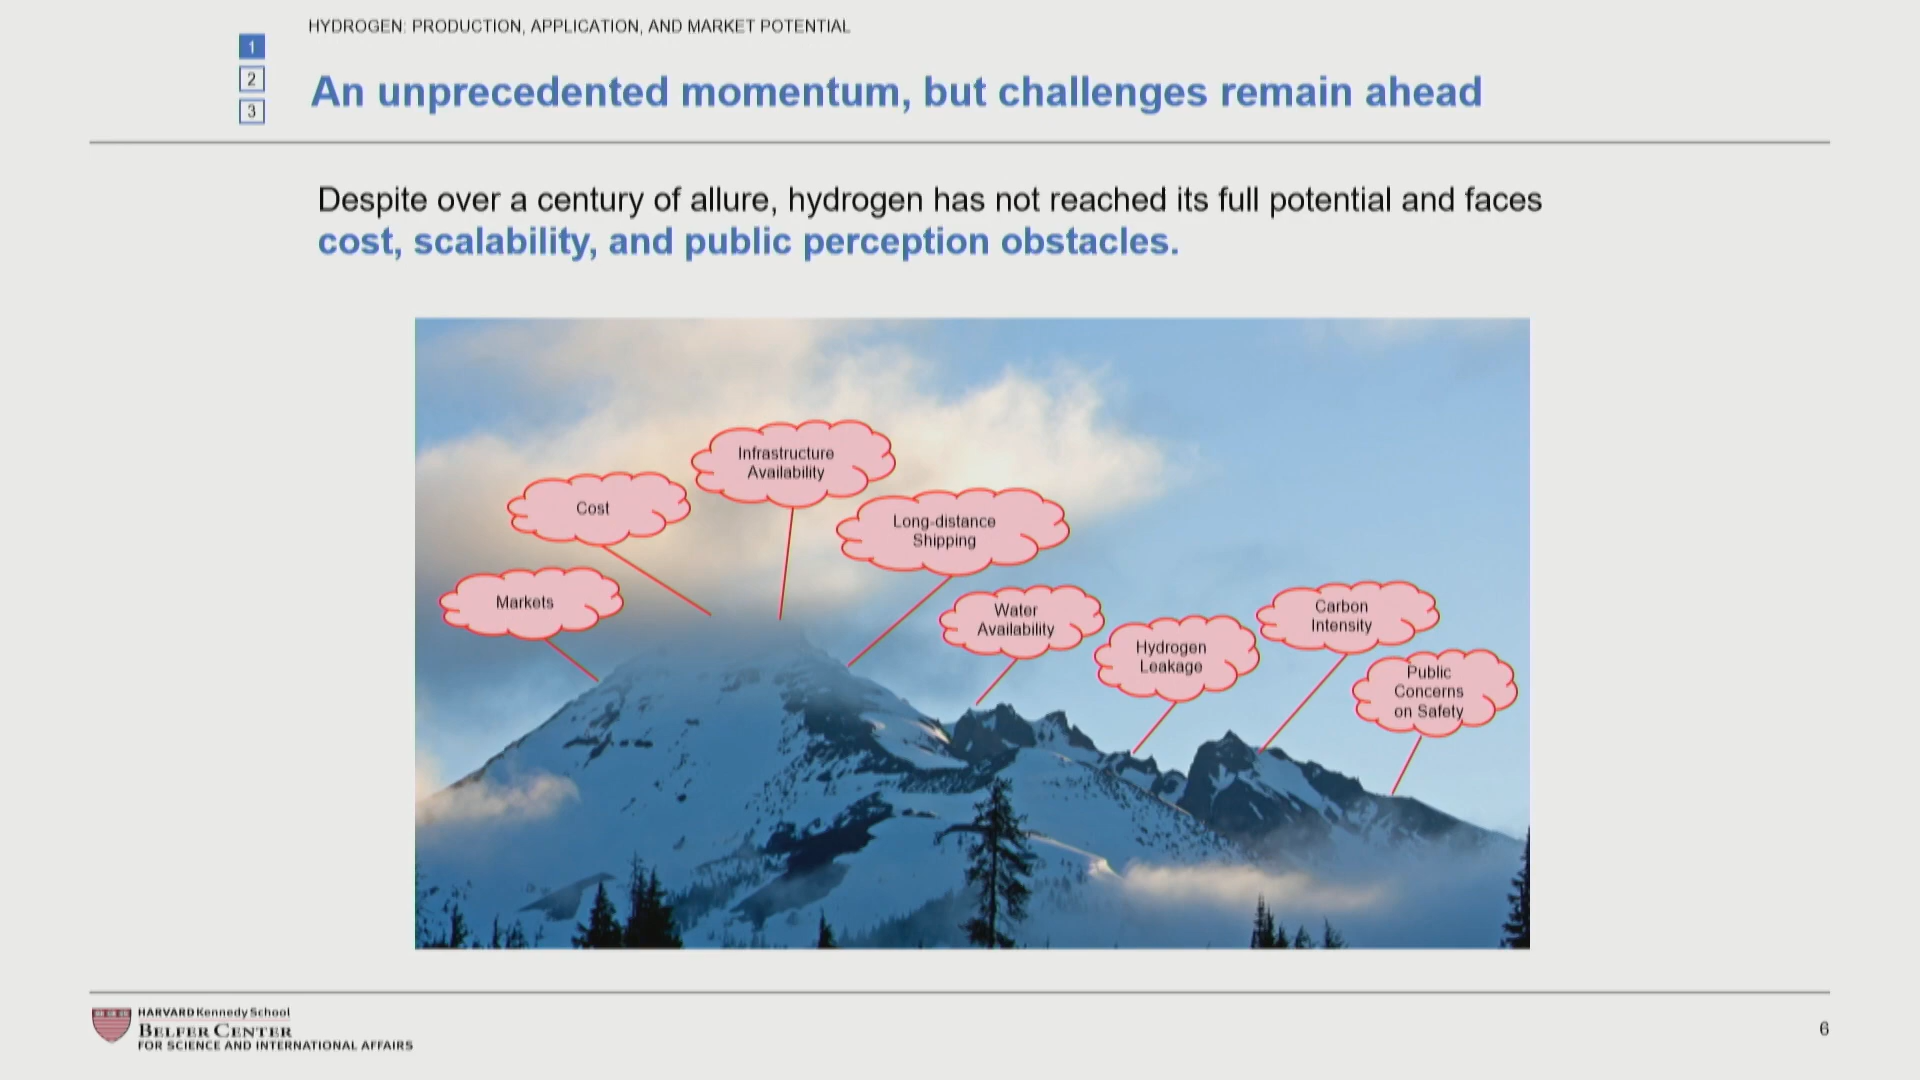 HYDROGEN: PRODUCTION, APPLICATION, AND MARKET POTENTIAL
1
2
3
An unprecedented momentum, but challenges remain ahead
Despite over a century of allure, hydrogen has not reached its full potential and faces
cost, scalability, and public perception obstacles.
Infrastructure
Availability
Cost
Long-distance
Shipping
Markets
Water
Availability
Hydrogen
Leakage
Carbon
Intensity
Public
Concerns
on Safety
HARVARD Kennedy School
BELFER CENTER
FOR SCIENCE AND INTERNATIONAL AFFAIRS
6